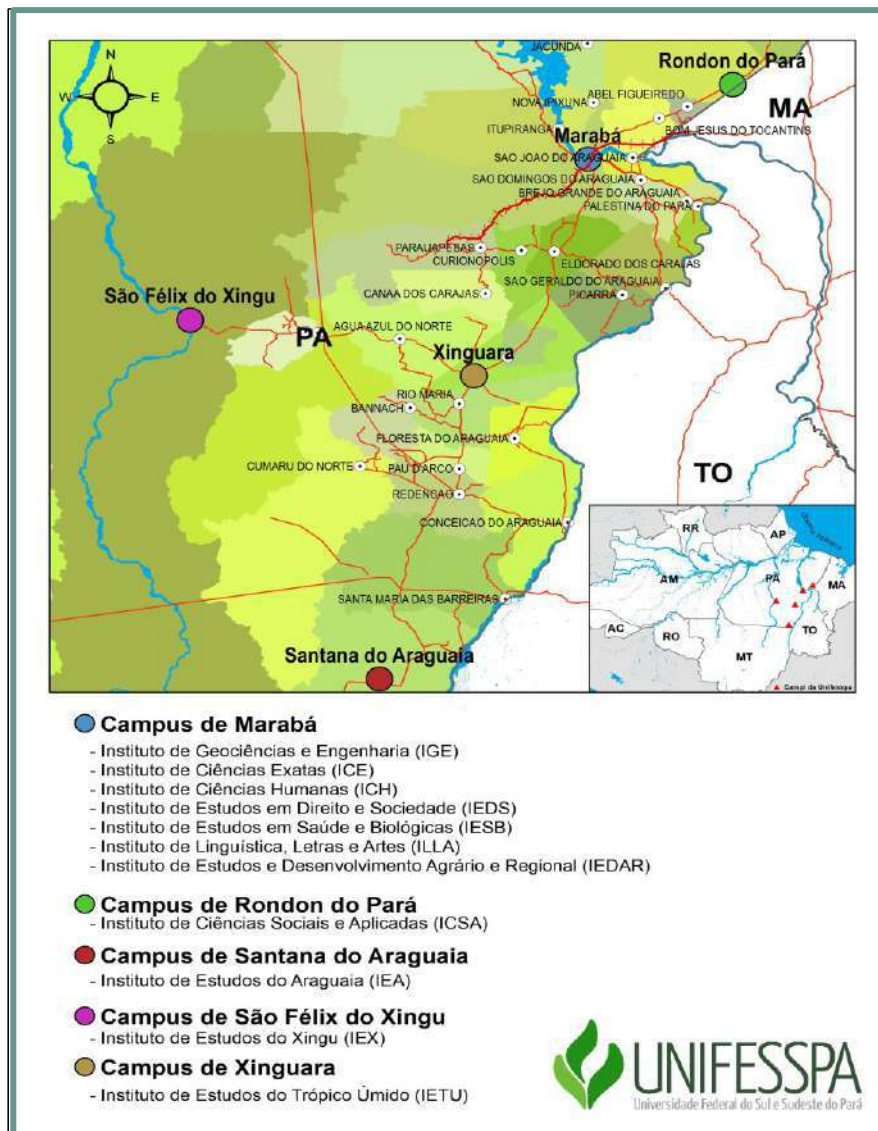 JACUNDA
Rondon do Pará
N
W
E
S
ABEL FIGUEIREDO
NOVA IPIXUNA
MA
ITUPIRANGA
BOM JESUS DO TOCANTINS
Marabá
SAO JOAO DO ARAGUAIA
SAO DOMINGOS DO ARAGUAIA
BREJO GRANDE DO ARAGUAIA
PALESTINA DO PARÁ
PARAUAPEBAS
CURIONOPOLIS
ELDORADO DOS CARAJAS
SAO GERALDO DO ARAGUAIA
CANAA DOS CARAJAS
PICARRA
São Félix do Xingu
AGUA AZUL DO NORTE
PA
Xinguara
RIO MARIA
BANNACH
FLORESTA DO ARAGUAIA
CUMARU DO NORTE
PAU D'ARCO
TO
REDENCAO
CONCEICAO DO ARAGUAIA
SANTA MARIA DAS BARREIRAS
Santana do Araguaia
RR
AP
AM
PA
MA
AC
RO
TO
MT
Campi da Unifesspa
Campus de Marabá
- Instituto de Geociências e Engenharia (IGE)
- Instituto de Ciências Exatas (ICE)
- Instituto de Ciências Humanas (ICH)
- Instituto de Estudos em Direito e Sociedade (IEDS)
- Instituto de Estudos em Saúde e Biológicas (IESB)
- Instituto de Linguística, Letras e Artes (ILLA)
- Instituto de Estudos e Desenvolvimento Agrário e Regional (IEDAR)
Campus de Rondon do Pará
- Instituto de Ciências Sociais e Aplicadas (ICSA)
Campus de Santana do Araguaia
- Instituto de Estudos do Araguaia (IEA)
Campus de São Félix do Xingu
- Instituto de Estudos do Xingu (IEX)
Campus de Xinguara
- Instituto de Estudos do Trópico Úmido (IETU)
UNIFESSPA
Universidade Federal do Sul e Sudeste do Pará